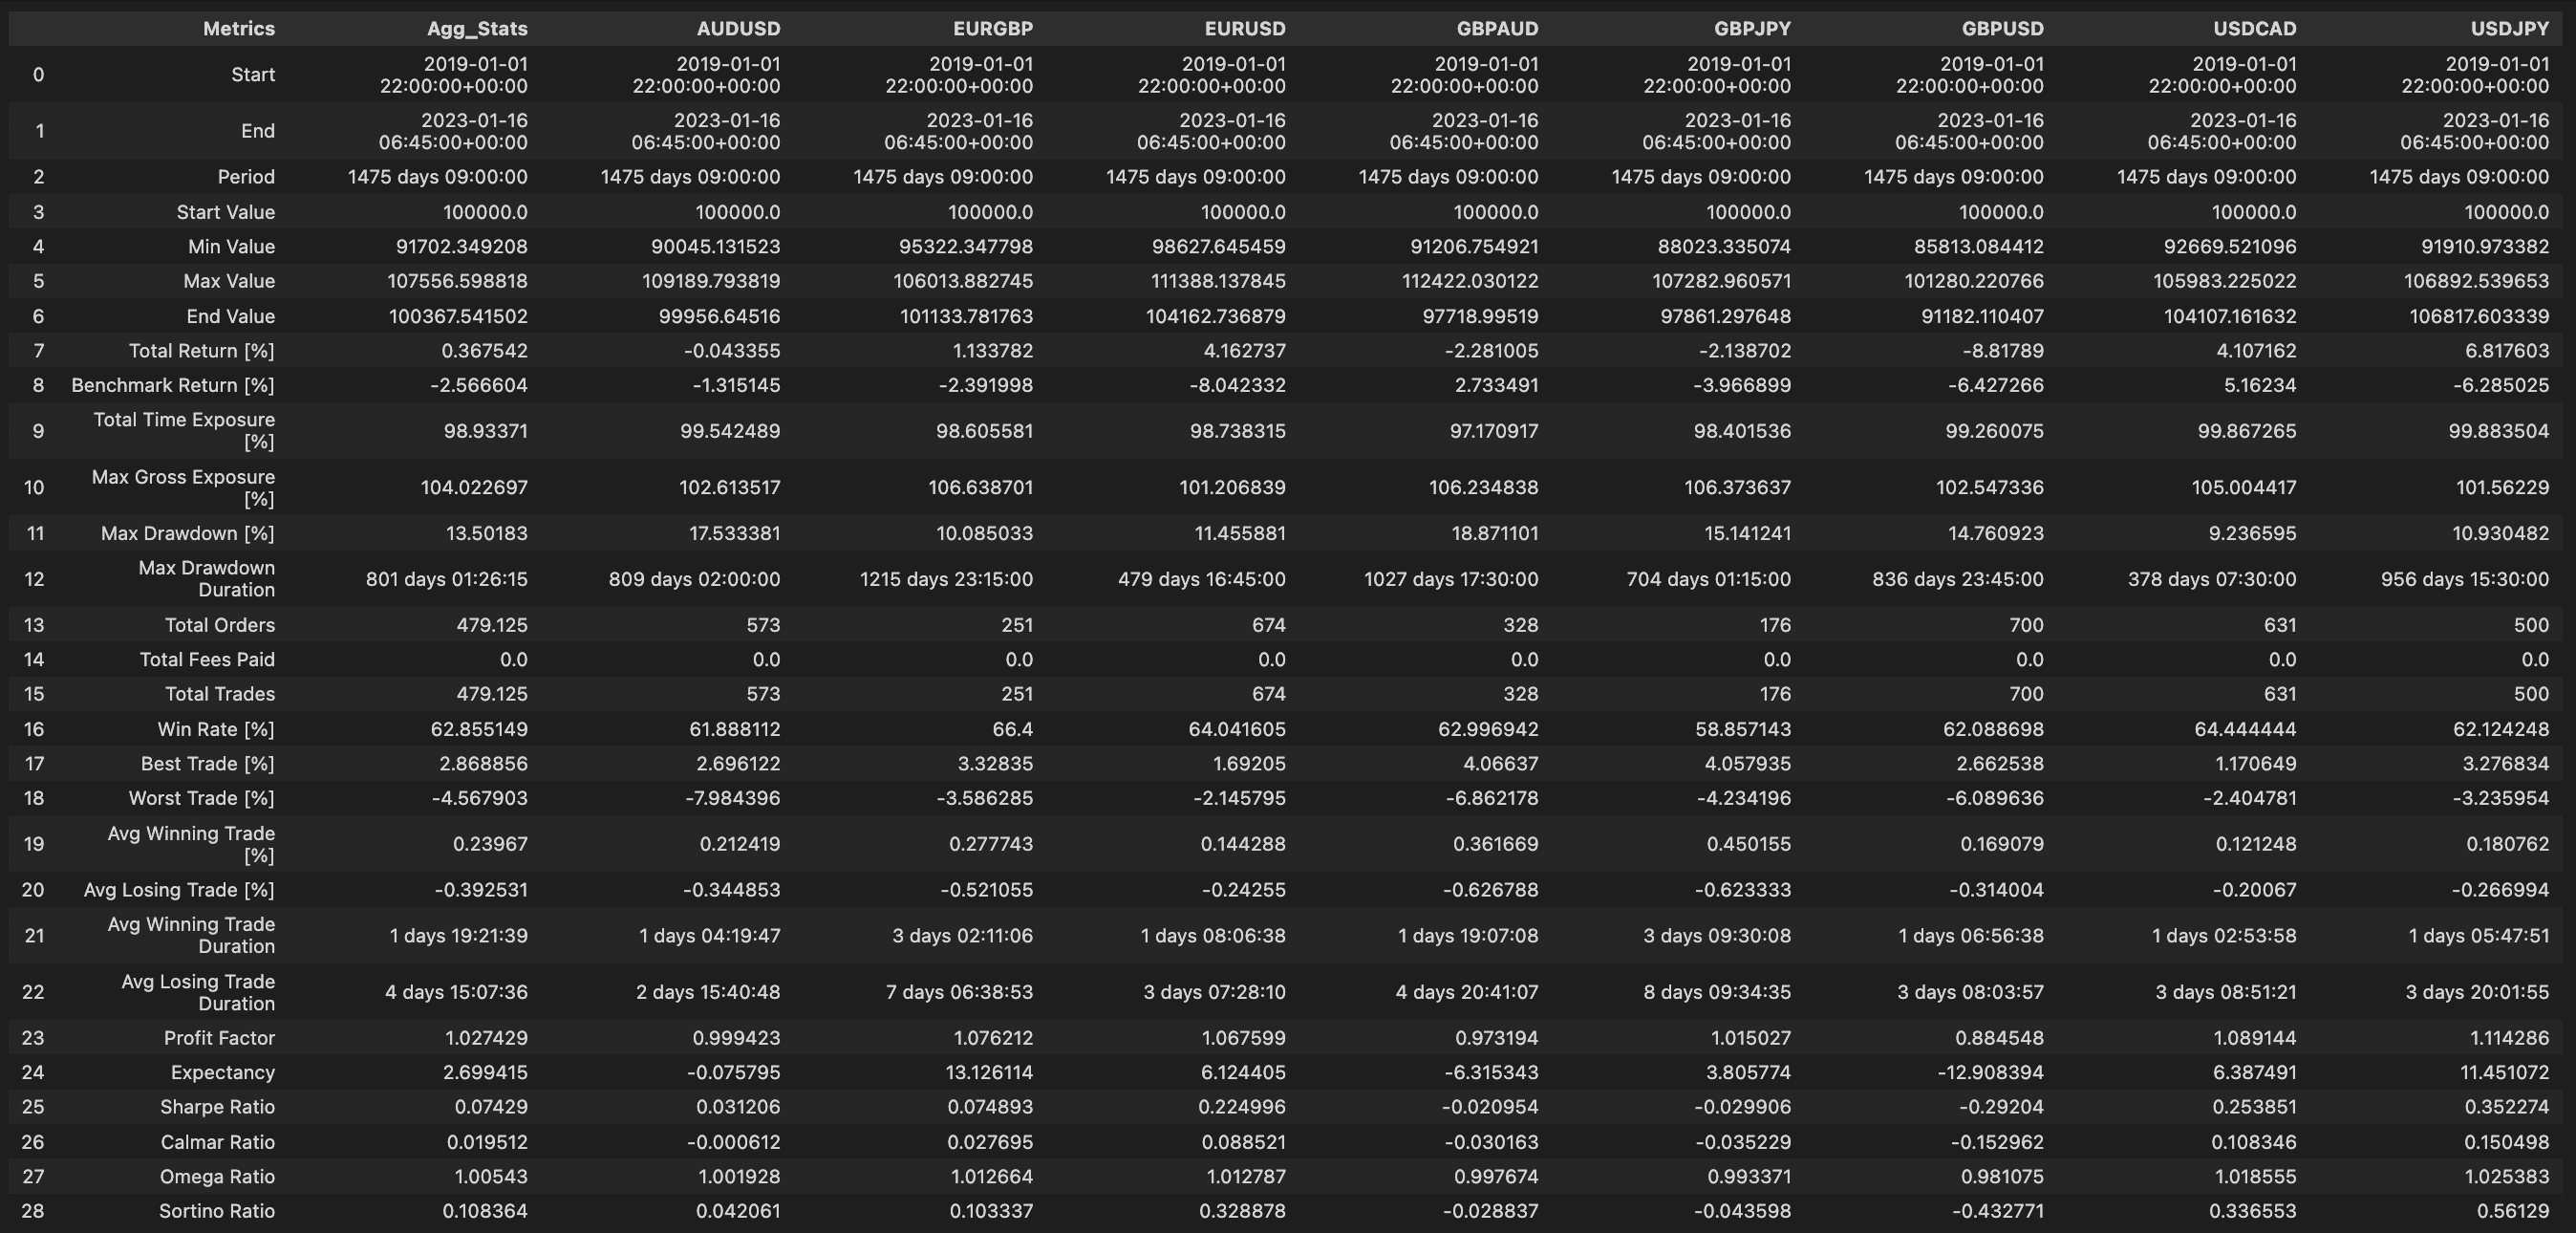 Metrics Agg_Stats AUDUSD EURGBP EURUSD GBPAUD GBPJPY GBPUSD USDCAD USDJPY
0 Start 2019-01-01 22:00:00+00:00 2019-01-01 22:00:00+00:00 2019-01-01 22:00:00+00:00 2019-01-01 22:00:00+00:00 2019-01-01 22:00:00+00:00 2019-01-01 22:00:00+00:00 2019-01-01 22:00:00+00:00 2019-01-01 22:00:00+00:00 2019-01-01 22:00:00+00:00
1 End 2023-01-16 06:45:00+00:00 2023-01-16 06:45:00+00:00 2023-01-16 06:45:00+00:00 2023-01-16 06:45:00+00:00 2023-01-16 06:45:00+00:00 2023-01-16 06:45:00+00:00 2023-01-16 06:45:00+00:00 2023-01-16 06:45:00+00:00 2023-01-16 06:45:00+00:00
2 Period 1475 days 09:00:00 1475 days 09:00:00 1475 days 09:00:00 1475 days 09:00:00 1475 days 09:00:00 1475 days 09:00:00 1475 days 09:00:00 1475 days 09:00:00 1475 days 09:00:00
3 Start Value 100000.0 100000.0 100000.0 100000.0 100000.0 100000.0 100000.0 100000.0 100000.0
4 Min Value 91702.349208 90045.131523 95322.347798 98627.645459 91206.754921 88023.335074 85813.084412 92669.521096 91910.973382
5 Max Value 107556.598818 109189.793819 106013.882745 111388.137845 112422.030122 107282.960571 101280.220766 105983.225022 106892.539653
6 End Value 100367.541502 99956.64516 101133.781763 104162.736879 97718.99519 97861.297648 91182.110407 104107.161632 106817.603339
7 Total Return [%] 0.367542 -0.043355 1.133782 4.162737 -2.281005 -2.138702 -8.81789 4.107162 6.817603
8 Benchmark Return [%] -2.566604 -1.315145 -2.391998 -8.042332 2.733491 -3.966899 -6.427266 5.16234 -6.285025
9 Total Time Exposure [%] 98.93371 99.542489 98.605581 98.738315 97.170917 98.401536 99.260075 99.867265 99.883504
10 Max Gross Exposure [%] 104.022697 102.613517 106.638701 101.206839 106.234838 106.373637 102.547336 105.004417 101.56229
11 Max Drawdown [%] 13.50183 17.533381 10.085033 11.455881 18.871101 15.141241 14.760923 9.236595 10.930482
12 Max Drawdown Duration 801 days 01:26:15 809 days 02:00:00 1215 days 23:15:00 479 days 16:45:00 1027 days 17:30:00 704 days 01:15:00 836 days 23:45:00 378 days 07:30:00 956 days 15:30:00
13 Total Orders 479.125 573 251 674 328 176 700 631 500
14 Total Fees Paid 0.0 0.0 0.0 0.0 0.0 0.0 0.0 0.0 0.0
15 Total Trades 479.125 573 251 674 328 176 700 631 500
16 Win Rate [%] 62.855149 61.888112 66.4 64.041605 62.996942 58.857143 62.088698 64.444444 62.124248
17 Best Trade [%] 2.868856 2.696122 3.32835 1.69205 4.06637 4.057935 2.662538 1.170649 3.276834
18 Worst Trade [%] -4.567903 -7.984396 -3.586285 -2.145795 -6.862178 -4.234196 -6.089636 -2.404781 -3.235954
19 Avg Winning Trade [%] 0.23967 0.212419 0.277743 0.144288 0.361669 0.450155 0.169079 0.121248 0.180762
20 Avg Losing Trade [%] -0.392531 -0.344853 -0.521055 -0.24255 -0.626788 -0.623333 -0.314004 -0.20067 -0.266994
21 Avg Winning Trade Duration 1 days 19:21:39 1 days 04:19:47 3 days 02:11:06 1 days 08:06:38 1 days 19:07:08 3 days 09:30:08 1 days 06:56:38 1 days 02:53:58 1 days 05:47:51
22 Avg Losing Trade Duration 4 days 15:07:36 2 days 15:40:48 7 days 06:38:53 3 days 07:28:10 4 days 20:41:07 8 days 09:34:35 3 days 08:03:57 3 days 08:51:21 3 days 20:01:55
23 Profit Factor 1.027429 0.999423 1.076212 1.067599 0.973194 1.015027 0.884548 1.089144 1.114286
24 Expectancy 2.699415 -0.075795 13.126114 6.124405 -6.315343 3.805774 -12.908394 6.387491 11.451072
25 Sharpe Ratio 0.07429 0.031206 0.074893 0.224996 -0.020954 -0.029906 -0.29204 0.253851 0.352274
26 Calmar Ratio 0.019512 -0.000612 0.027695 0.088521 -0.030163 -0.035229 -0.152962 0.108346 0.150498
27 Omega Ratio 1.00543 1.001928 1.012664 1.012787 0.997674 0.993371 0.981075 1.018555 1.025383
28 Sortino Ratio 0.108364 0.042061 0.103337 0.328878 -0.028837 -0.043598 -0.432771 0.336553 0.56129